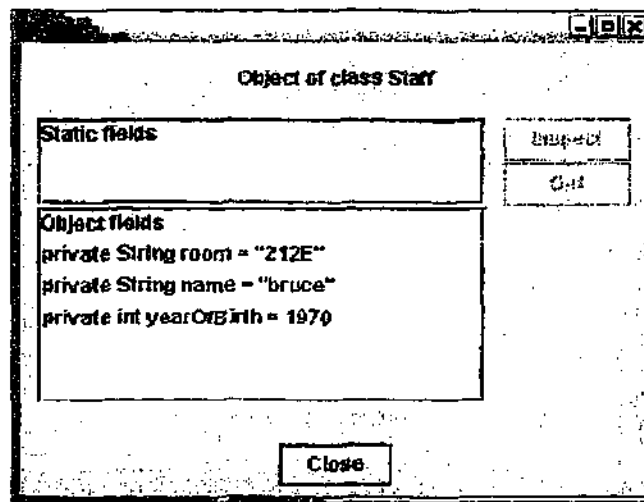 Object of class Staff
Static fields
Inspect
Get
Object fields
private String room = "212E"
private String name = "bruce"
private int yearOfBirth = 1970
Close